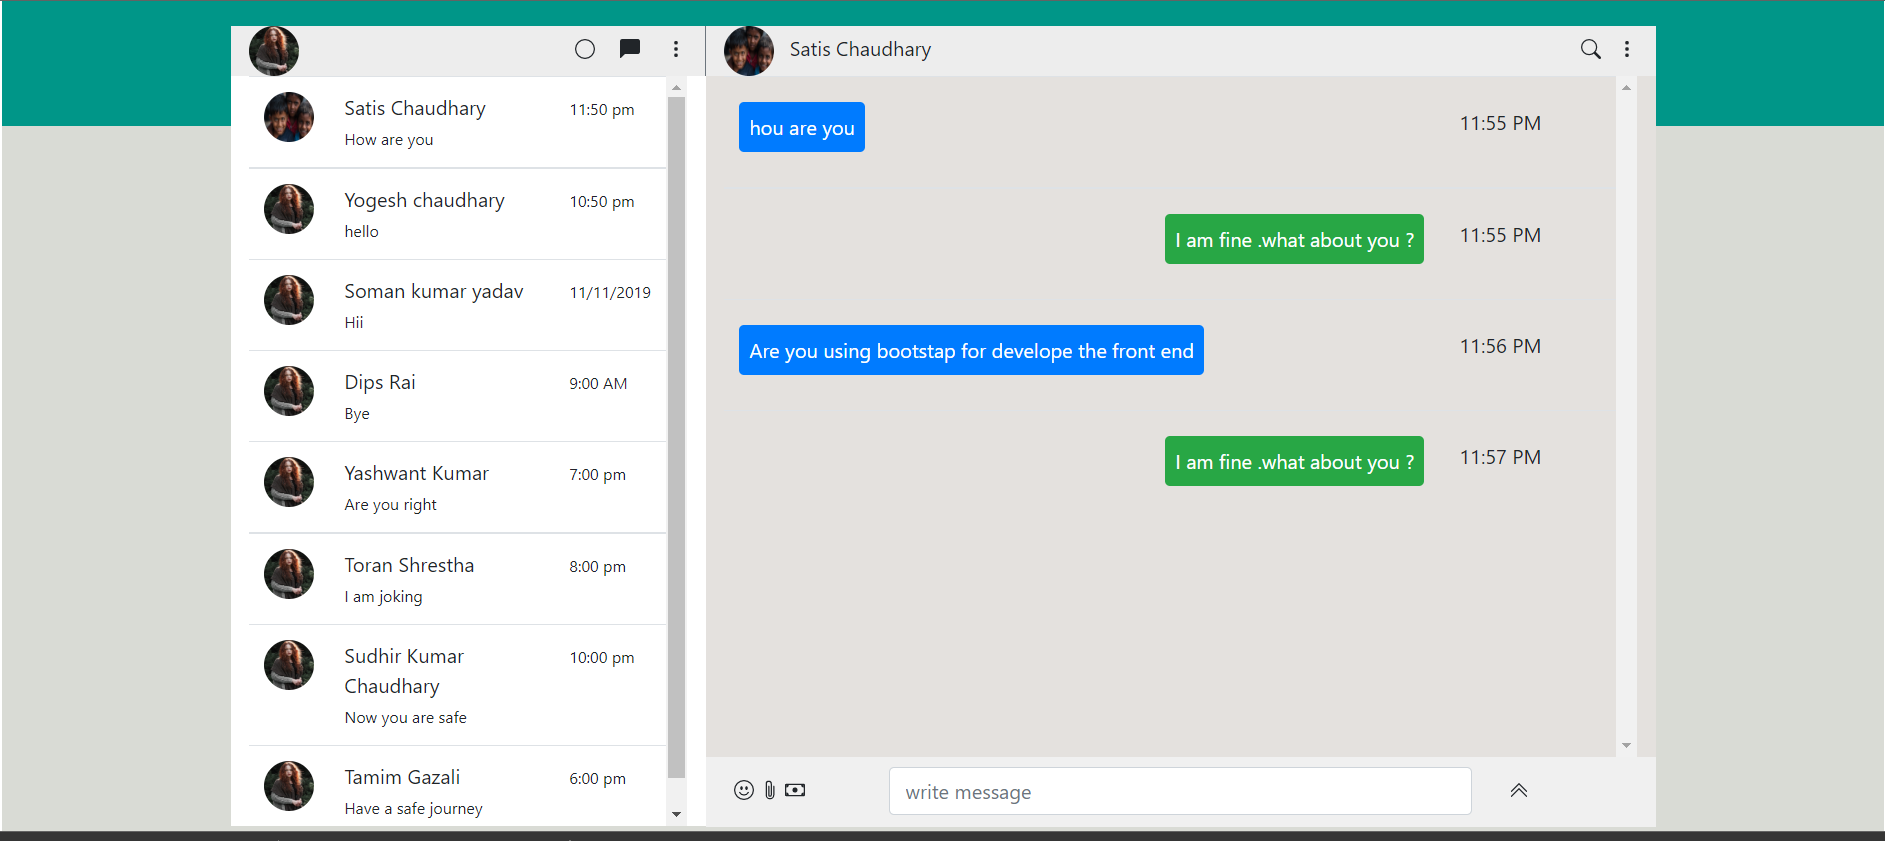 Satis Chaudhary
11:50 pm
How are you
Yogesh chaudhary
10:50 pm
hello
Soman kumar yadav
11/11/2019
Hii
Dips Rai
9:00 AM
Bye
Yashwant Kumar
7:00 pm
Are you right
Toran Shrestha
8:00 pm
I am joking
Sudhir Kumar
Chaudhary
10:00 pm
Now you are safe
Tamim Gazali
6:00 pm
Have a safe journey
Satis Chaudhary
hou are you
11:55 PM
I am fine .what about you ?
11:55 PM
Are you using bootstap for develope the front end
11:56 PM
I am fine .what about you ?
11:57 PM
write message